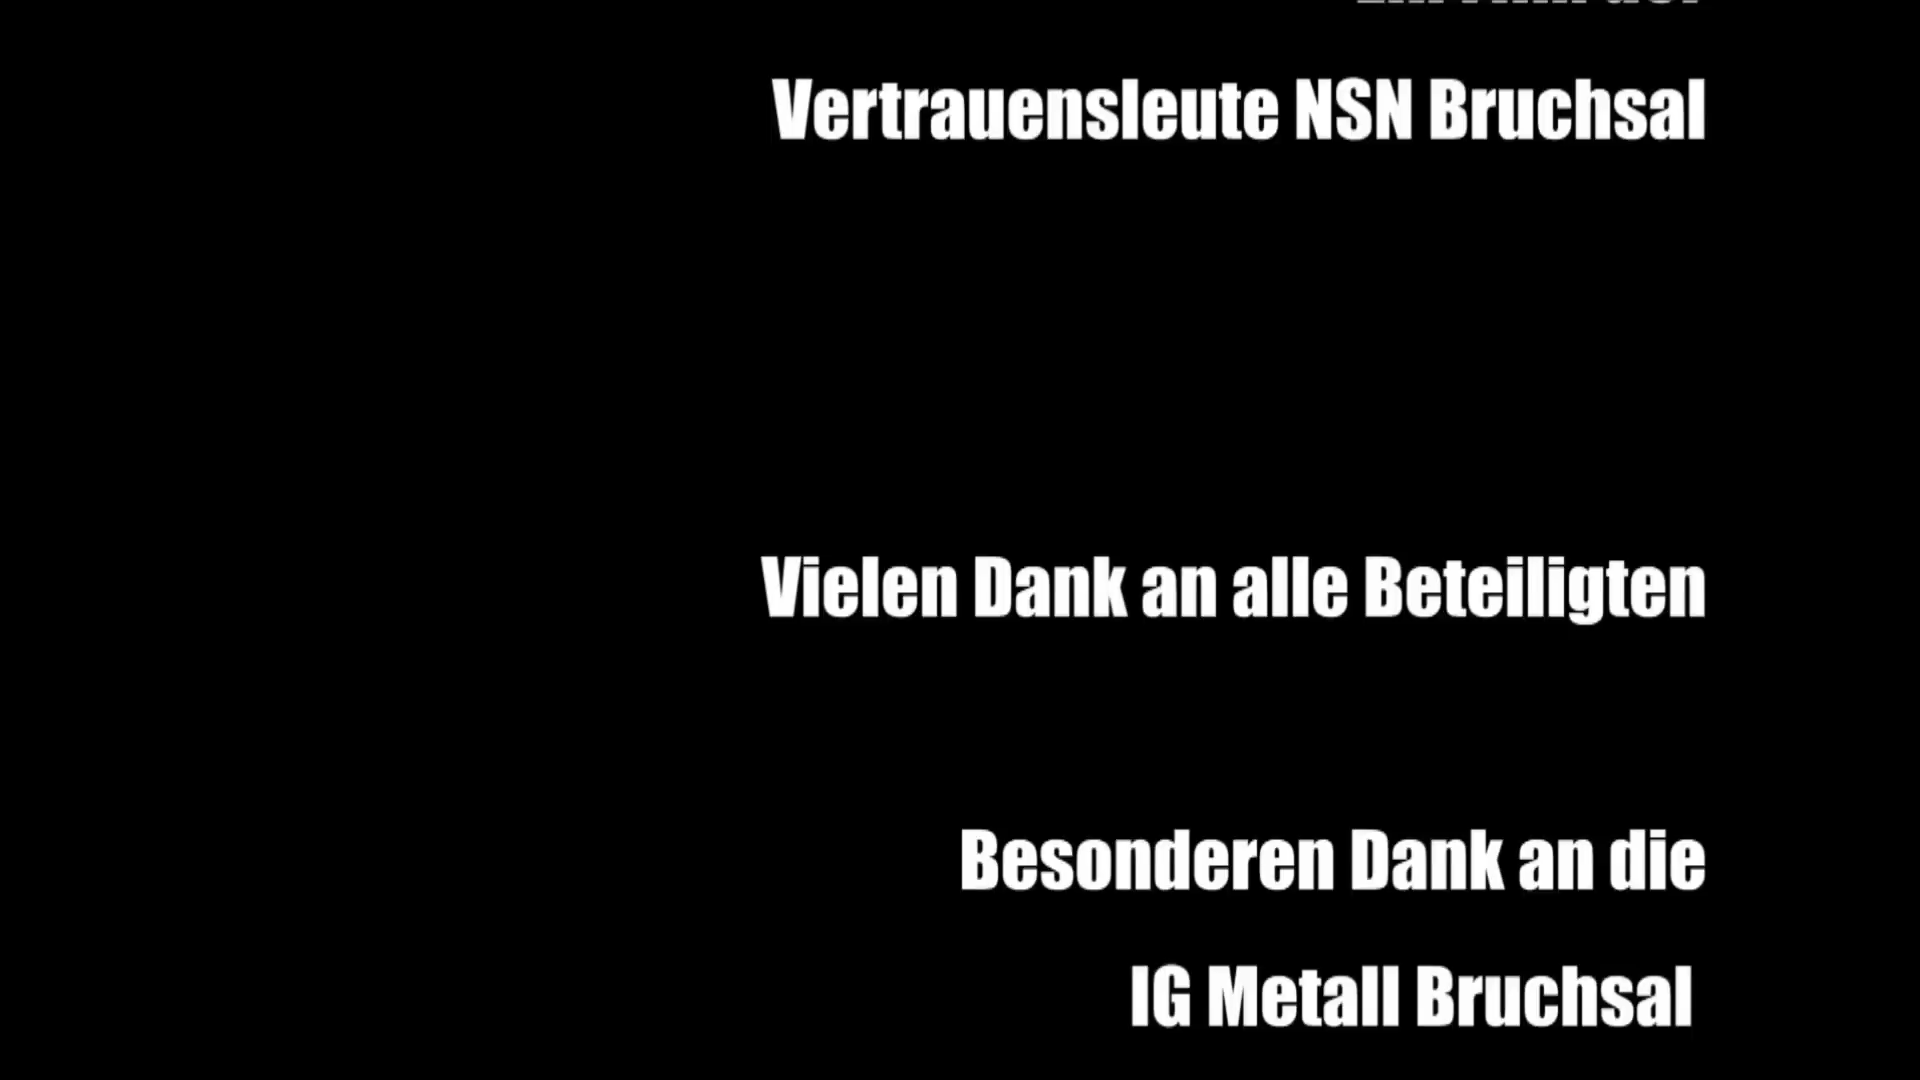 Vertrauensleute NSN Bruchsal
Vielen Dank an alle Beteiligten
Besonderen Dank an die
IG Metall Bruchsal